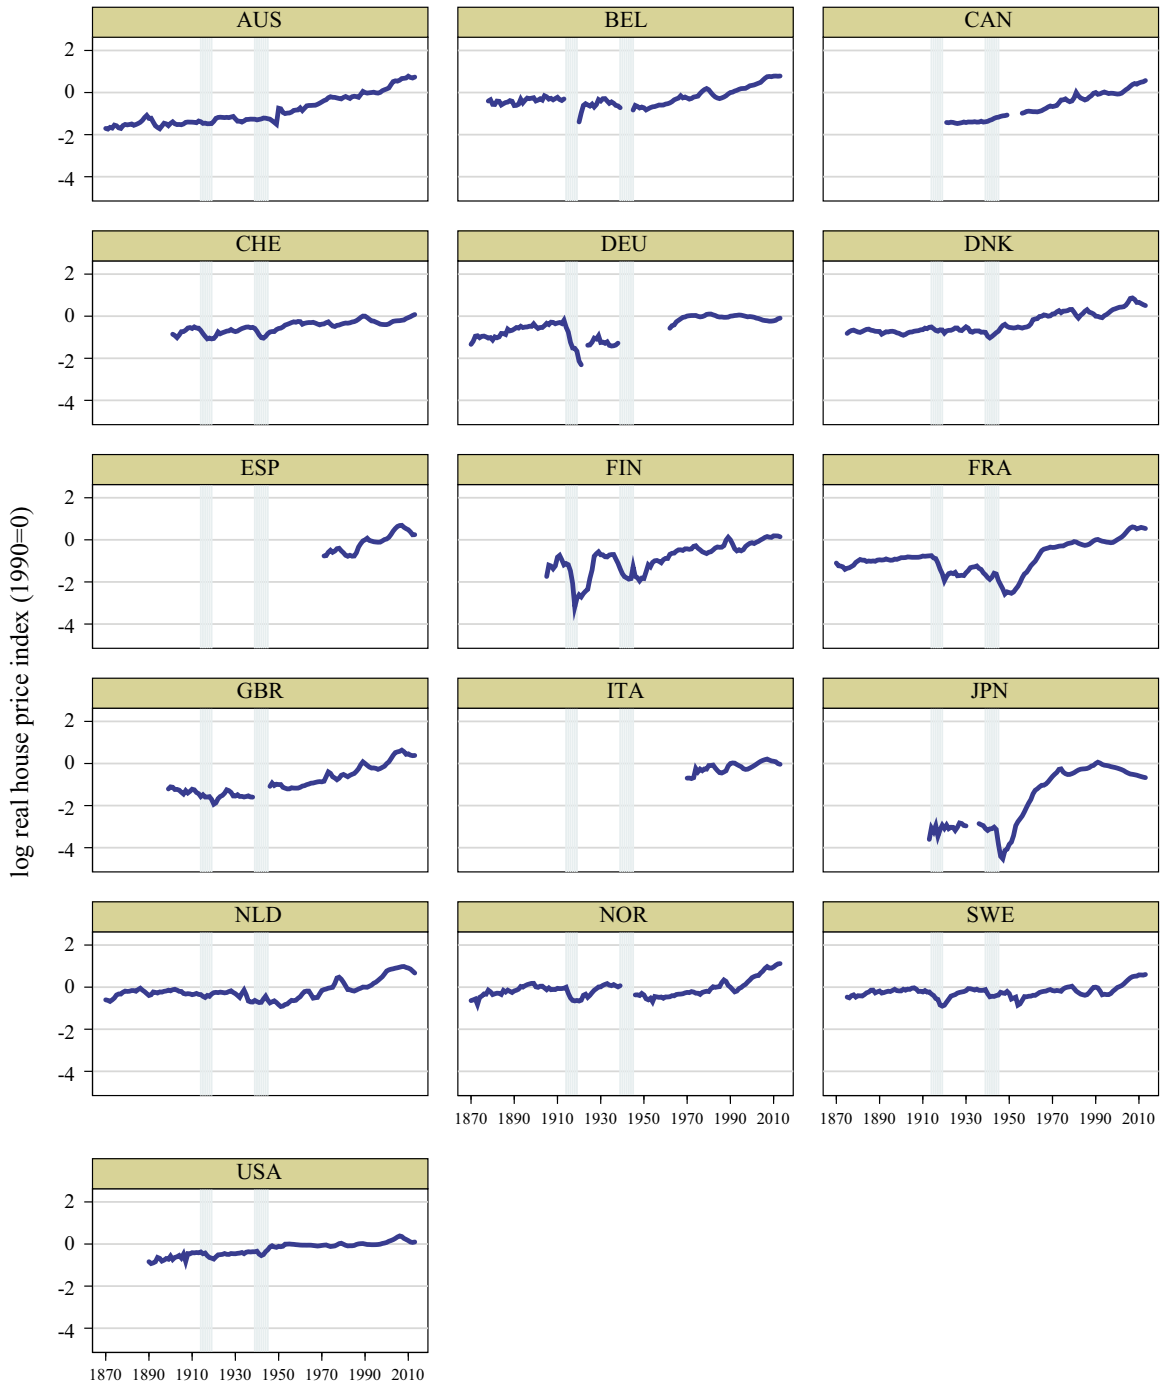 AUS BEL CAN
2
0
-2
-4
CHE DEU DNK
2
0
-2
-4
ESP FIN FRA
2
0
-2
-4
log real house price index (1990=0)
GBR ITA JPN
2
0
-2
-4
NLD NOR SWE
2
0
-2
-4
1870 1890 1910 1930 1950 1970 1990 2010 1870 1890 1910 1930 1950 1970 1990 2010
USA
2
0
-2
-4
1870 1890 1910 1930 1950 1970 1990 2010